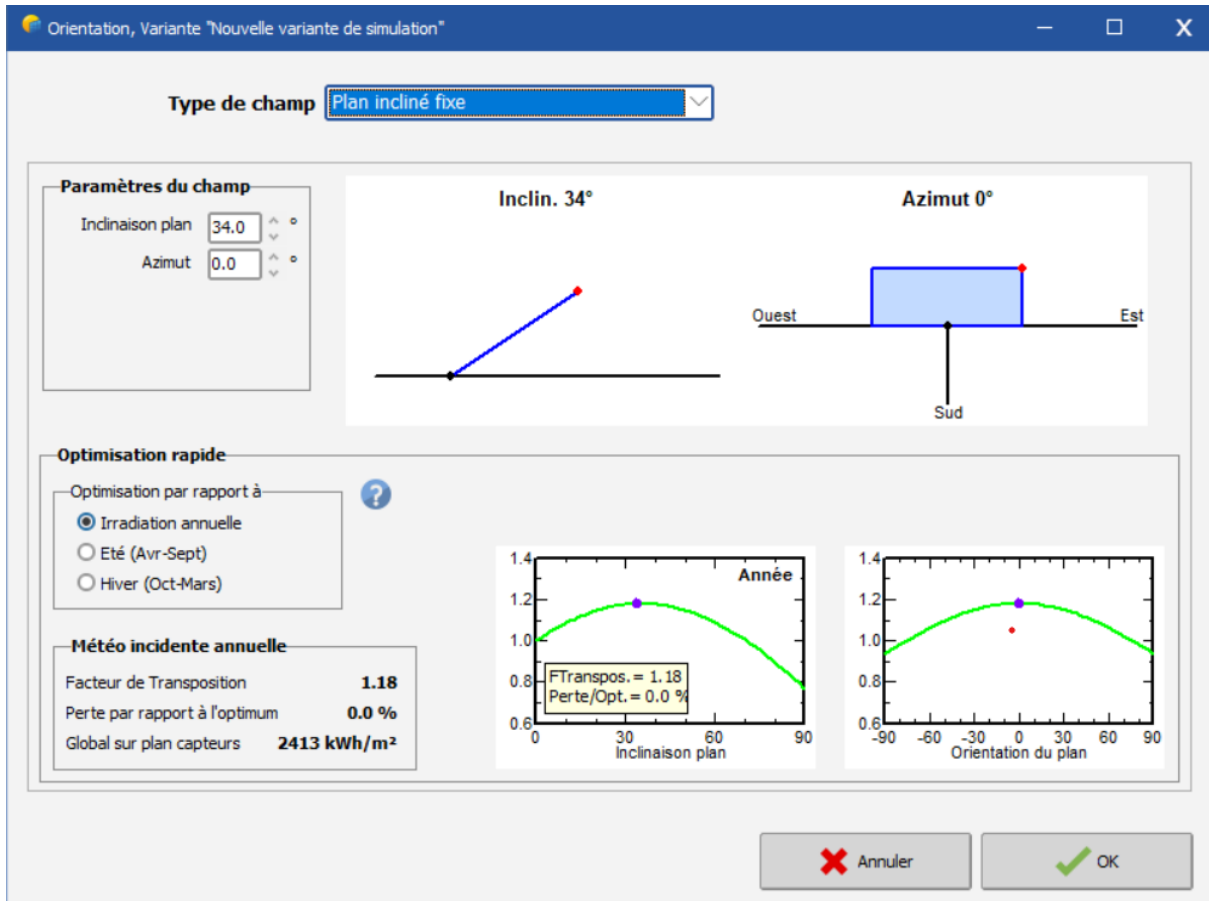 Orientation, Variante "Nouvelle variante de simulation"
Type de champ Plan incliné fixe
Paramètres du champ
Inclinaison plan 34.0 °
Azimut 0.0 °
Inclin. 34°
Azimut 0°
Ouest
Est
Sud
Optimisation rapide
Optimisation par rapport à
Irradiation annuelle
Eté (Avr-Sept)
Hiver (Oct-Mars)
?
Météo incidente annuelle
Facteur de Transposition 1.18
Perte par rapport à l'optimum 0.0 %
Global sur plan capteurs 2413 kWh/m²
1.4
1.2
1.0
0.8
0.6
Année
FTranspos.= 1.18
Perte/Opt.= 0.0 %
0 30 60 90
Inclinaison plan
1.4
1.2
1.0
0.8
0.6
-90 -60 -30 0 30 60 90
Orientation du plan
Annuler
OK